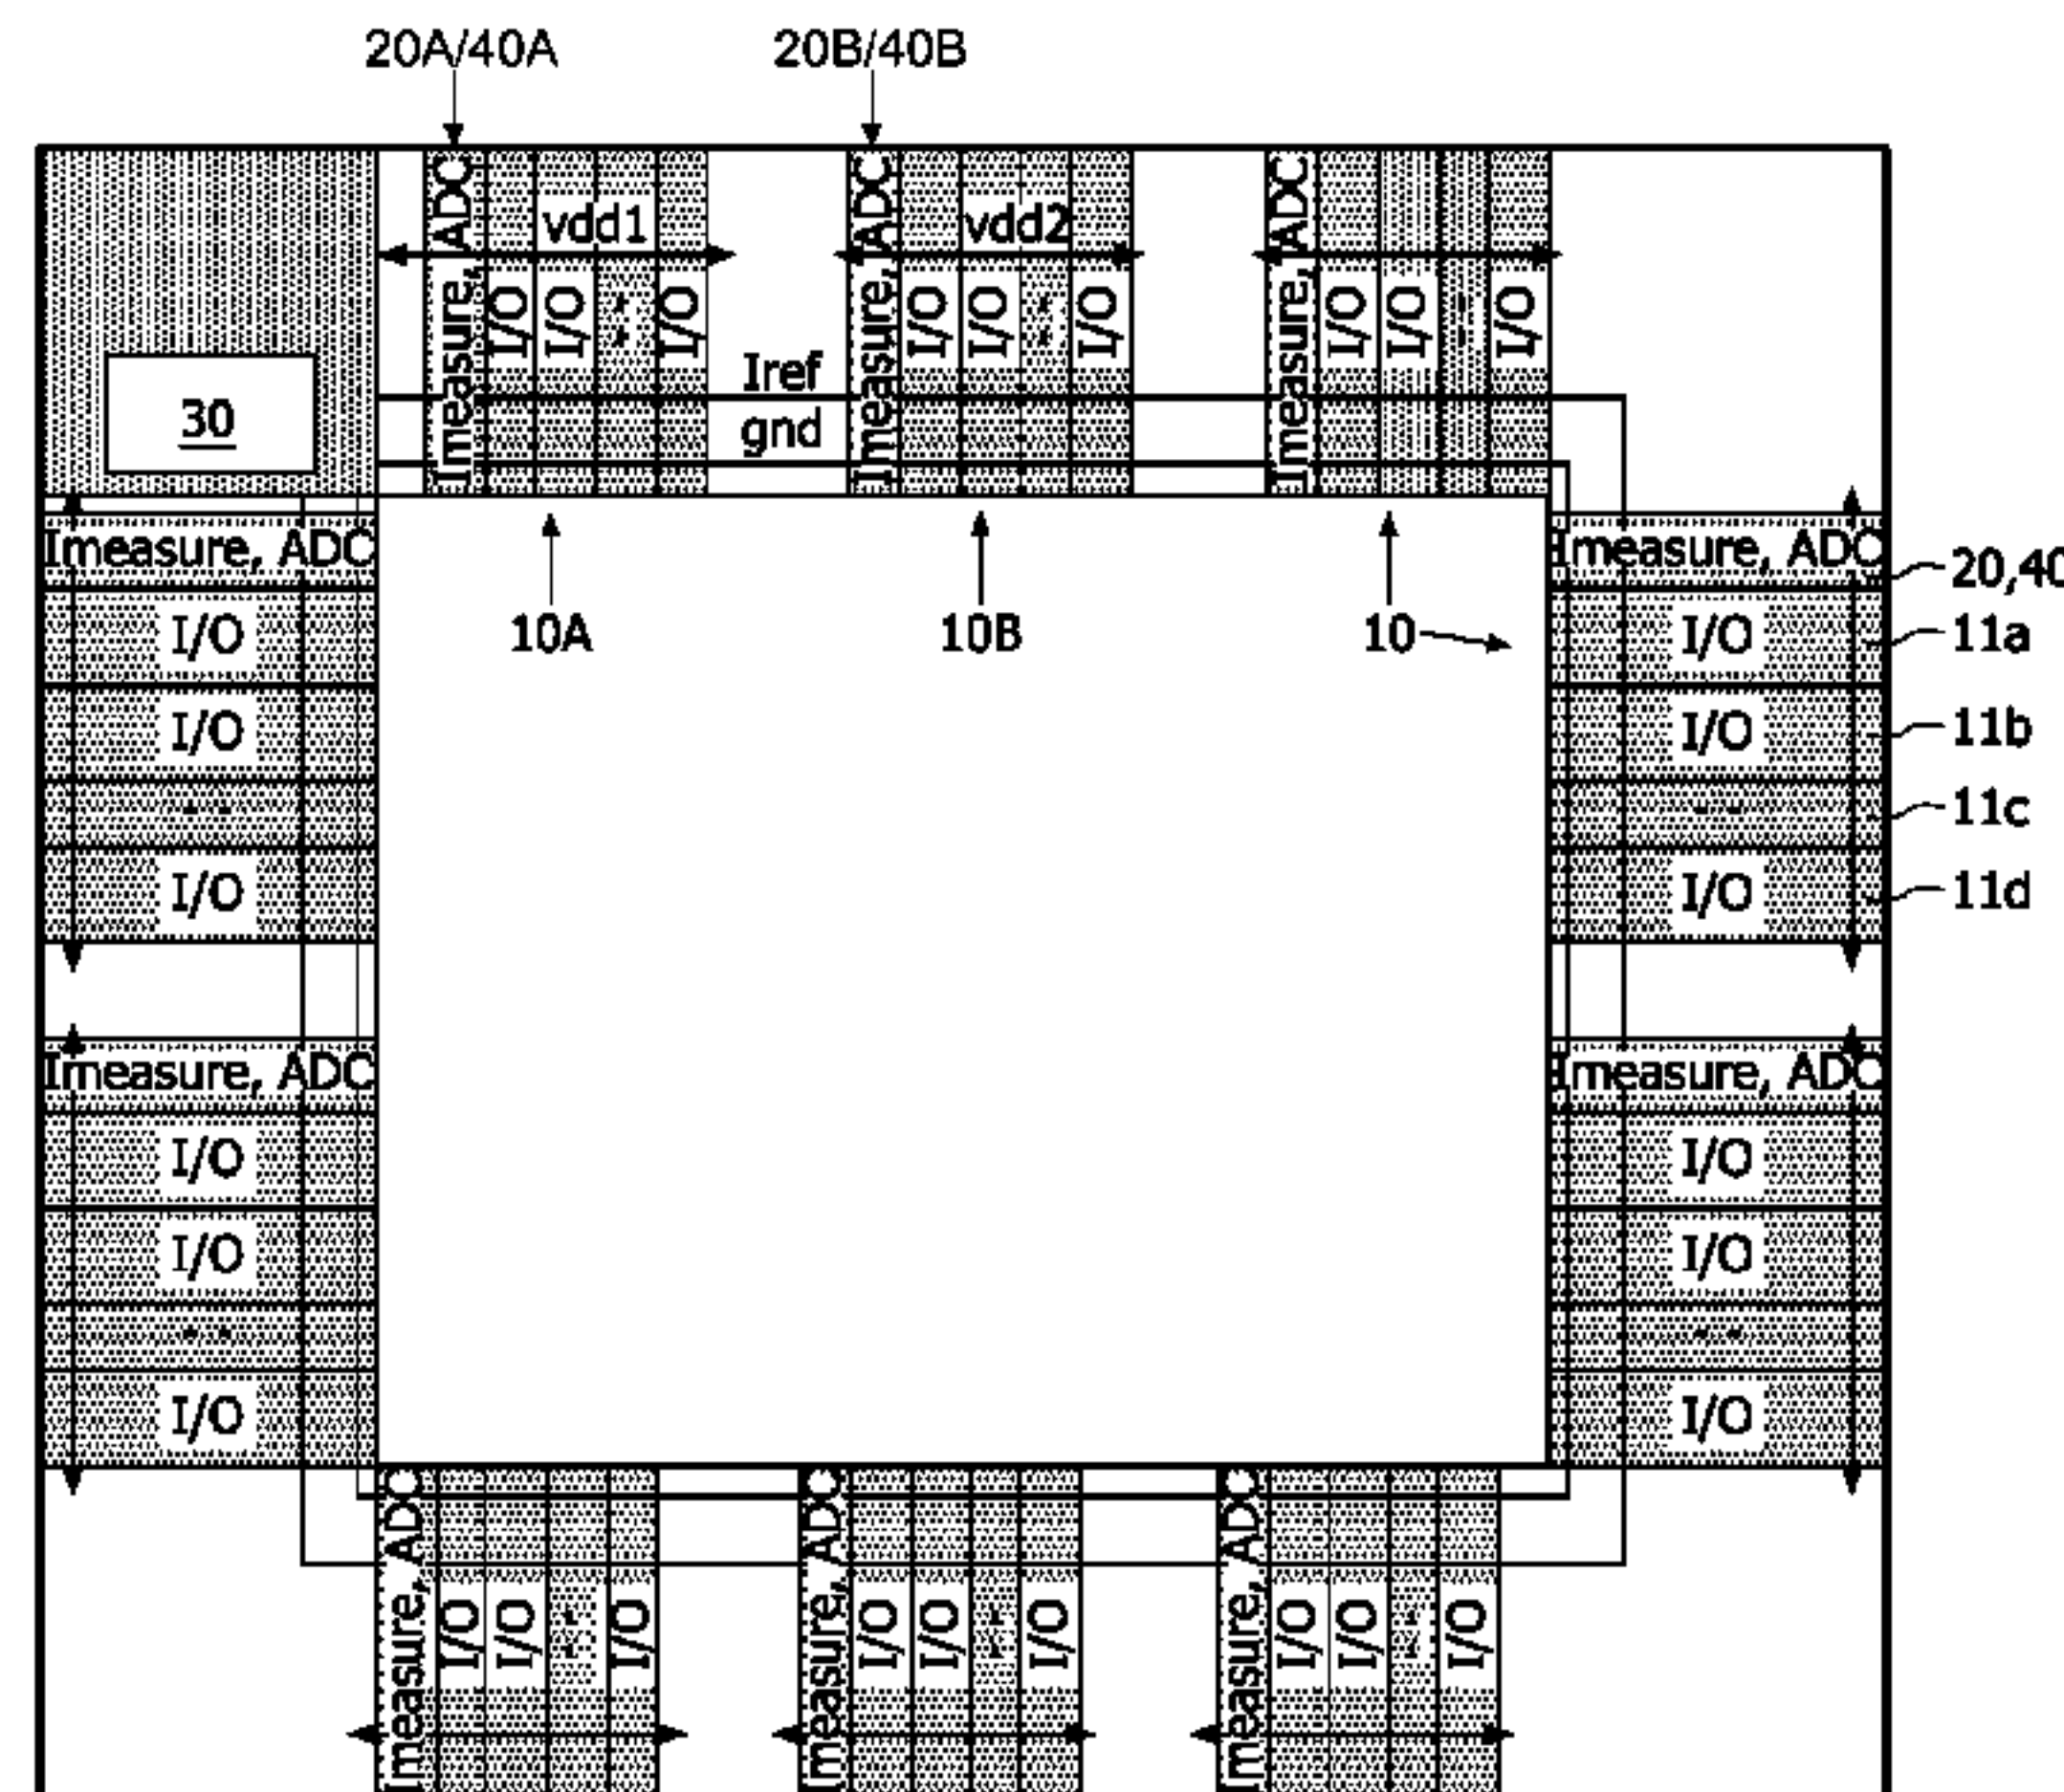 20A/40A 20B/40B
Imeasure, ADC I/O I/O -- I/O vdd1
Imeasure, ADC I/O I/O -- I/O vdd2
Imeasure, ADC I/O I/O -- I/O
Iref
gnd
30
10A 10B 10
Imeasure, ADC
I/O
I/O
--
I/O
Imeasure, ADC 20,40
I/O 11a
I/O 11b
-- 11c
I/O 11d
Imeasure, ADC
I/O
I/O
--
I/O
Imeasure, ADC
I/O
I/O
--
I/O
Imeasure, ADC I/O I/O -- I/O
Imeasure, ADC I/O I/O -- I/O
Imeasure, ADC I/O I/O -- I/O